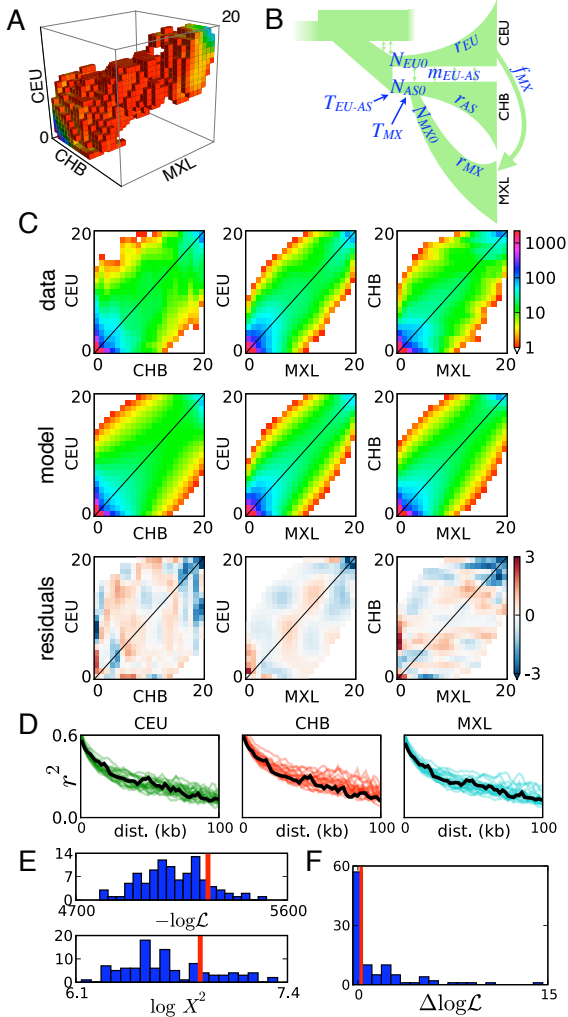 A
20
CEU
0
CHB
MXL
B
r_EU
CEU
N_EU0
m_EU-AS
f_MX
N_AS0
CHB
T_EU-AS
r_AS
T_MX
N_MX0
r_MX
MXL
C
data
20
CEU
0
0
CHB
20
20
CEU
0
0
MXL
20
20
CHB
0
0
MXL
20
1000
100
10
1
model
20
CEU
0
0
CHB
20
20
CEU
0
0
MXL
20
20
CHB
0
0
MXL
20
residuals
20
CEU
0
0
CHB
20
20
CEU
0
0
MXL
20
20
CHB
0
0
MXL
20
3
0
-3
D
CEU
CHB
MXL
0.6
r²
0.0
0
dist. (kb)
100
0
dist. (kb)
100
0
dist. (kb)
100
E
14
7
0
4700
5600
−logℒ
20
10
0
6.1
7.4
log X²
F
60
30
0
0
15
Δlogℒ